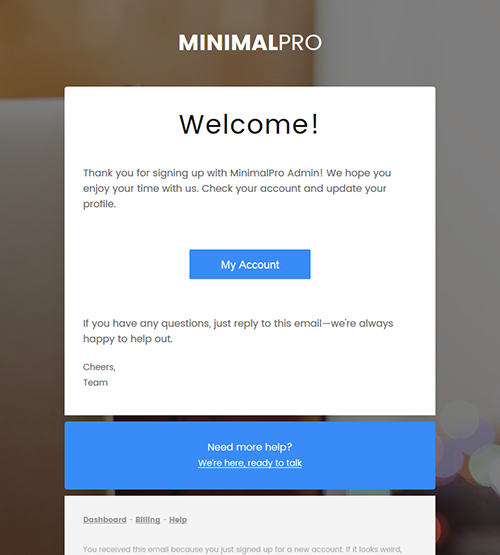 MINIMALPRO
Welcome!
Thank you for signing up with MinimalPro Admin! We hope you
enjoy your time with us. Check your account and update your
profile.
My Account
If you have any questions, just reply to this email—we're always
happy to help out.
Cheers,
Team
Need more help?
We're here, ready to talk
Dashboard - Billing - Help
You received this email because you just signed up for a new account. If it looks weird,